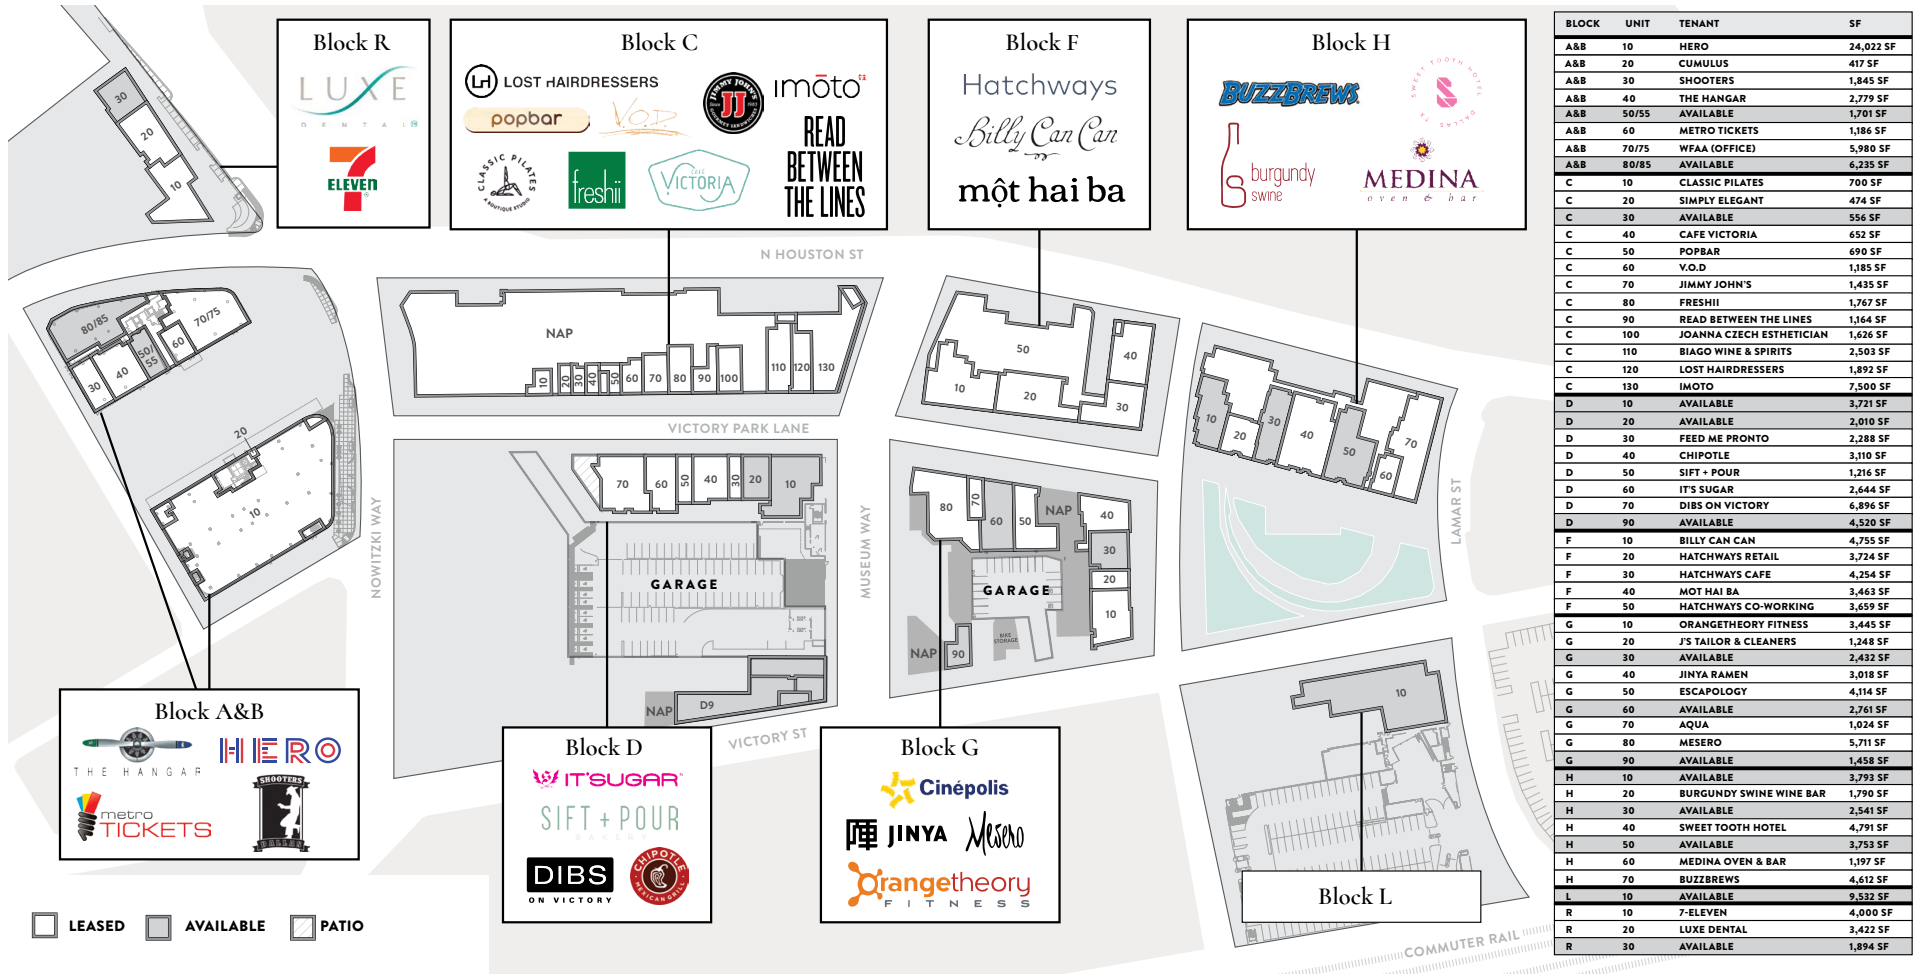 Block R
LUXE
DENTAL
7
ELEVEN
Block C
LH LOST HAIRDRESSERS
JIMMY JOHN'S
Since JJ 1983
GOURMET SANDWICHES
imōto
popbar
V.O.D.
READ
BETWEEN
THE LINES
CLASSIC PILATES
A BOUTIQUE STUDIO
freshii
CAFÉ
VICTORIA
Block F
Hatchways
Billy Can Can
một hai ba
Block H
BUZZBREWS
SWEET TOOTH HOTEL
S
DALLAS TX
burgundy
swine
MEDINA
oven & bar
30
20
10
N HOUSTON ST
80/85
70/75
60
50/
55
40
30
20
10
NAP
10
20
30
40
50
60
70
80
90
100
110
120
130
VICTORY PARK LANE
50
40
10
20
30
10
20
30
40
50
60
70
NOWITZKI WAY
MUSEUM WAY
LAMAR ST
70
60
50
40
30
20
10
GARAGE
NAP
D9
VICTORY ST
80
70
60
50
NAP
40
30
20
10
GARAGE
BIKE
STORAGE
NAP
90
10
Block A&B
THE HANGAR
HERO
metro
TICKETS
SHOOTERS
DALLAS
Block D
IT'SUGAR
SIFT + POUR
BAKERY
DIBS
ON VICTORY
CHIPOTLE
MEXICAN GRILL
Block G
Cinépolis
JINYA
Mesero
Orangetheory
FITNESS
Block L
COMMUTER RAIL
LEASED
AVAILABLE
PATIO
BLOCK UNIT TENANT SF
A&B 10 HERO 24,022 SF
A&B 20 CUMULUS 417 SF
A&B 30 SHOOTERS 1,845 SF
A&B 40 THE HANGAR 2,779 SF
A&B 50/55 AVAILABLE 1,701 SF
A&B 60 METRO TICKETS 1,186 SF
A&B 70/75 WFAA (OFFICE) 5,980 SF
A&B 80/85 AVAILABLE 6,235 SF
C 10 CLASSIC PILATES 700 SF
C 20 SIMPLY ELEGANT 474 SF
C 30 AVAILABLE 556 SF
C 40 CAFE VICTORIA 652 SF
C 50 POPBAR 690 SF
C 60 V.O.D 1,185 SF
C 70 JIMMY JOHN'S 1,435 SF
C 80 FRESHII 1,767 SF
C 90 READ BETWEEN THE LINES 1,164 SF
C 100 JOANNA CZECH ESTHETICIAN 1,626 SF
C 110 BIAGO WINE & SPIRITS 2,503 SF
C 120 LOST HAIRDRESSERS 1,892 SF
C 130 IMOTO 7,500 SF
D 10 AVAILABLE 3,721 SF
D 20 AVAILABLE 2,010 SF
D 30 FEED ME PRONTO 2,288 SF
D 40 CHIPOTLE 3,110 SF
D 50 SIFT + POUR 1,216 SF
D 60 IT'S SUGAR 2,644 SF
D 70 DIBS ON VICTORY 6,896 SF
D 90 AVAILABLE 4,520 SF
F 10 BILLY CAN CAN 4,755 SF
F 20 HATCHWAYS RETAIL 3,724 SF
F 30 HATCHWAYS CAFE 4,254 SF
F 40 MOT HAI BA 3,463 SF
F 50 HATCHWAYS CO-WORKING 3,659 SF
G 10 ORANGETHEORY FITNESS 3,445 SF
G 20 J'S TAILOR & CLEANERS 1,248 SF
G 30 AVAILABLE 2,432 SF
G 40 JINYA RAMEN 3,018 SF
G 50 ESCAPOLOGY 4,114 SF
G 60 AVAILABLE 2,761 SF
G 70 AQUA 1,024 SF
G 80 MESERO 5,711 SF
G 90 AVAILABLE 1,458 SF
H 10 AVAILABLE 3,793 SF
H 20 BURGUNDY SWINE WINE BAR 1,790 SF
H 30 AVAILABLE 2,541 SF
H 40 SWEET TOOTH HOTEL 4,791 SF
H 50 AVAILABLE 3,753 SF
H 60 MEDINA OVEN & BAR 1,197 SF
H 70 BUZZBREWS 4,612 SF
L 10 AVAILABLE 9,532 SF
R 10 7-ELEVEN 4,000 SF
R 20 LUXE DENTAL 3,422 SF
R 30 AVAILABLE 1,894 SF